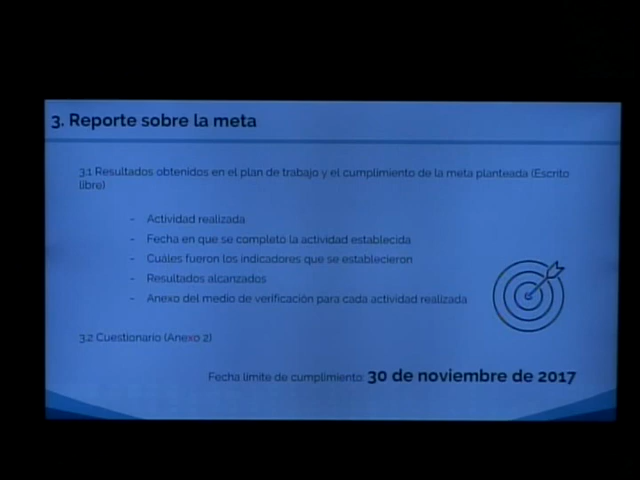 3. Reporte sobre la meta
3.1 Resultados obtenidos en el plan de trabajo y el cumplimiento de la meta planteada (Escrito
libre)
- Actividad realizada
- Fecha en que se completo la actividad establecida
- Cuáles fueron los indicadores que se establecieron
- Resultados alcanzados
- Anexo del medio de verificación para cada actividad realizada
3.2 Cuestionario (Anexo 2)
Fecha límite de cumplimiento: 30 de noviembre de 2017